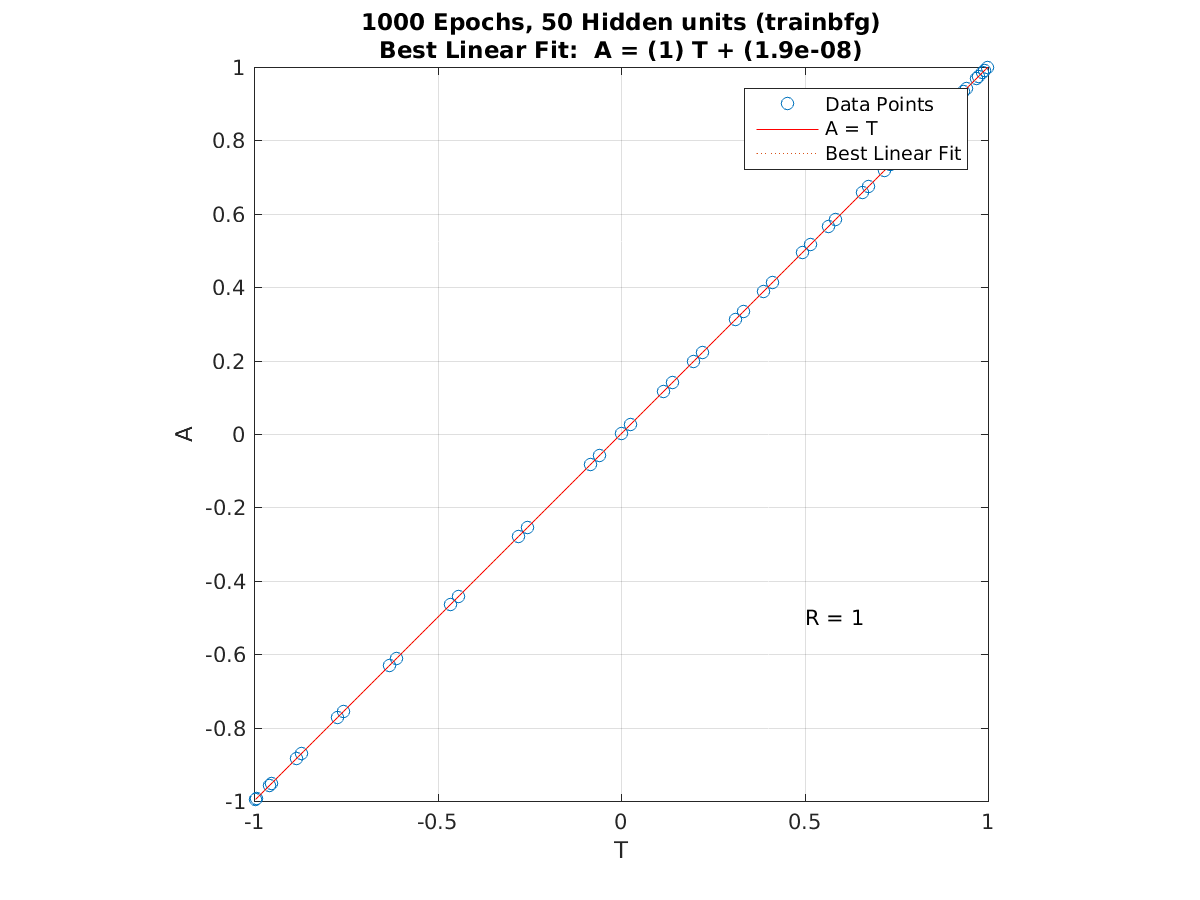 1000 Epochs, 50 Hidden units (trainbfg)
Best Linear Fit:  A = (1) T + (1.9e-08)
1
0.8
0.6
0.4
0.2
0
-0.2
-0.4
-0.6
-0.8
-1
A
Data Points
A = T
Best Linear Fit
R = 1
-1
-0.5
0
0.5
1
T